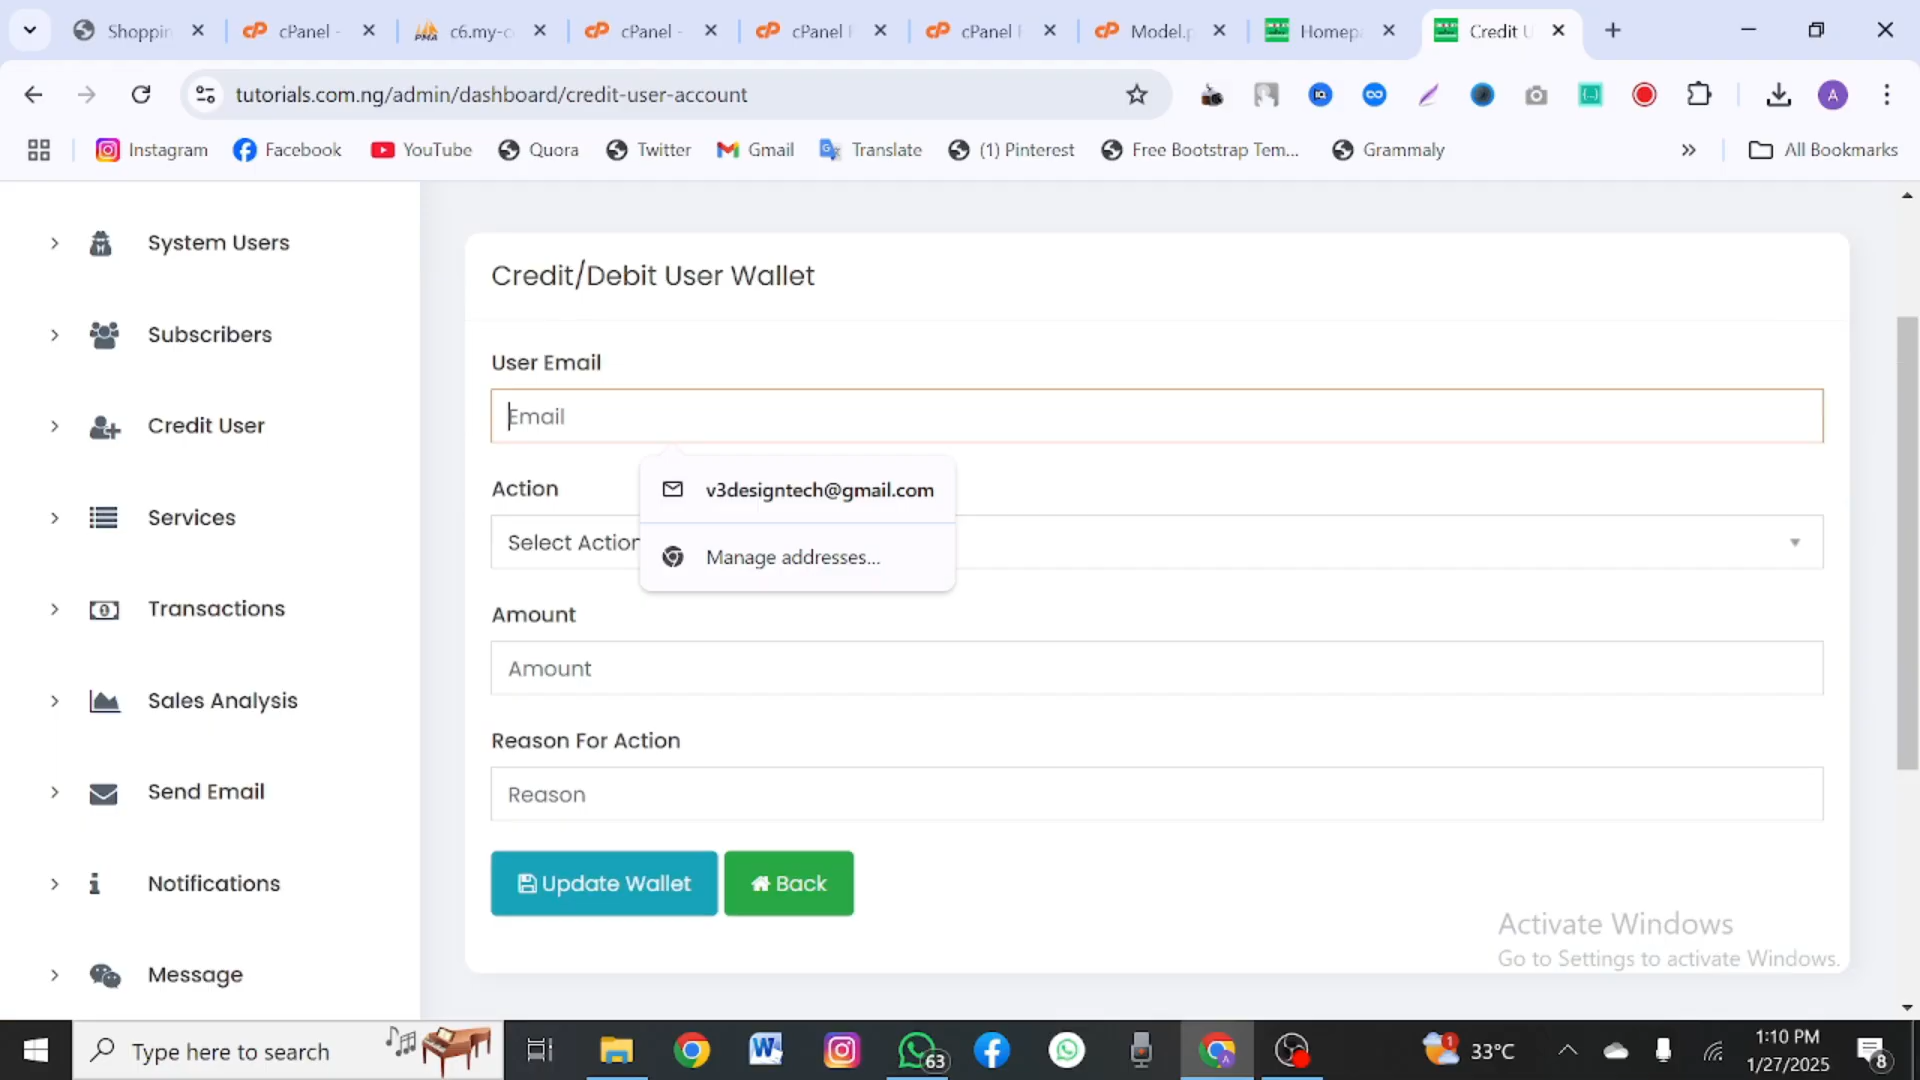 Shoppin
cPanel -
c6.my-c
cPanel -
cPanel F
cPanel F
Model.p
Homepa
Credit U
tutorials.com.ng/admin/dashboard/credit-user-account
A
Instagram
Facebook
YouTube
Quora
Twitter
Gmail
Translate
(1) Pinterest
Free Bootstrap Tem...
Grammaly
All Bookmarks
System Users
Subscribers
Credit User
Services
Transactions
Sales Analysis
Send Email
Notifications
Message
Credit/Debit User Wallet
User Email
Email
v3designtech@gmail.com
Manage addresses...
Action
Select Action
Amount
Amount
Reason For Action
Reason
Update Wallet
Back
Activate Windows
Go to Settings to activate Windows.
Type here to search
63
1
33°C
1:10 PM
1/27/2025
8